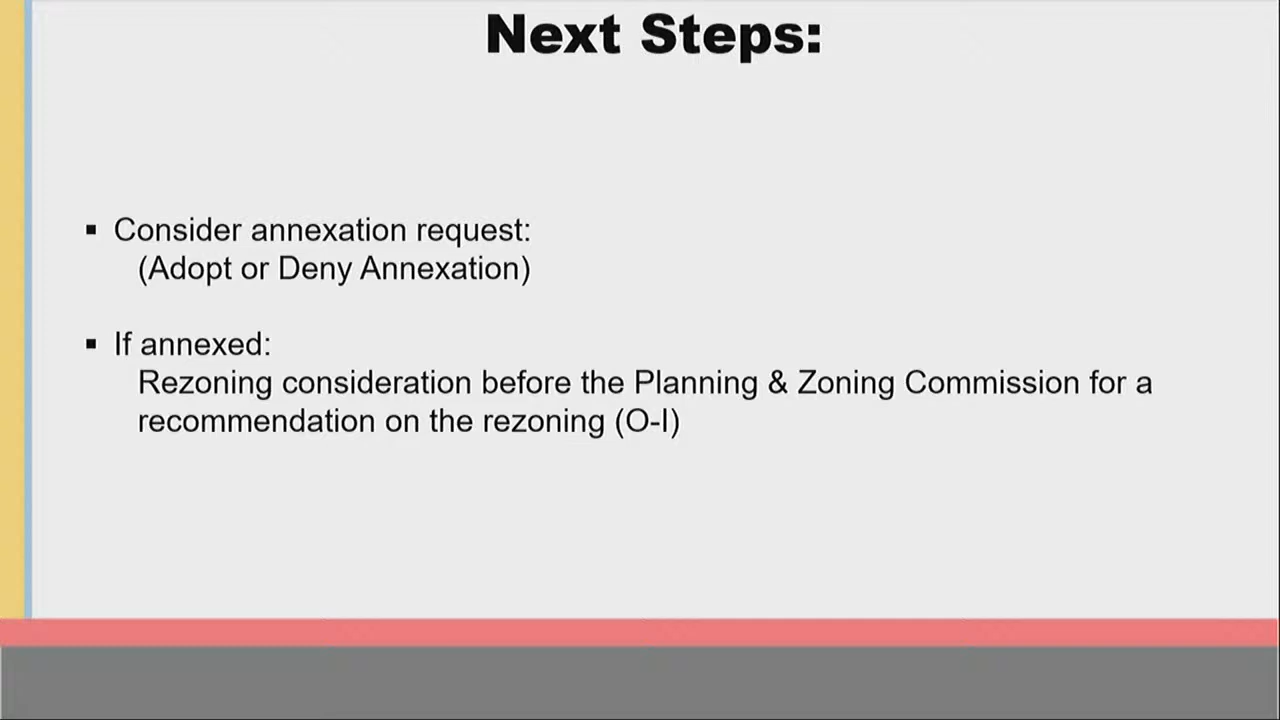 Next Steps:
▪ Consider annexation request:
(Adopt or Deny Annexation)
▪ If annexed:
Rezoning consideration before the Planning & Zoning Commission for a
recommendation on the rezoning (O-I)